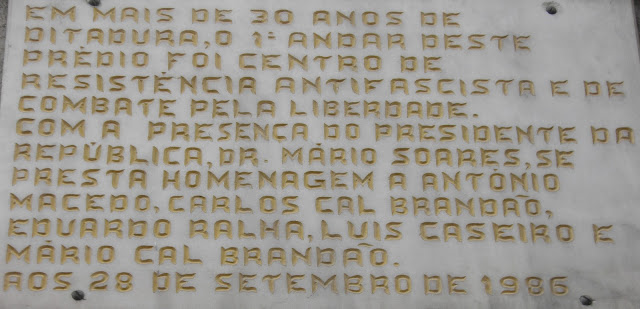 EM MAIS DE 30 ANOS DE
DITADURA, O 1º ANDAR DESTE
PRÉDIO FOI CENTRO DE
RESISTÊNCIA ANTIFASCISTA E DE
COMBATE PELA LIBERDADE.
COM A PRESENÇA DO PRESIDENTE DA
REPÚBLICA, DR. MÁRIO SOARES, SE
PRESTA HOMENAGEM A ANTÓNIO
MACEDO, CARLOS CAL BRANDÃO,
EDUARDO RALHA, LUIS CASEIRO E
MÁRIO CAL BRANDÃO.
AOS 28 DE SETEMBRO DE 1986